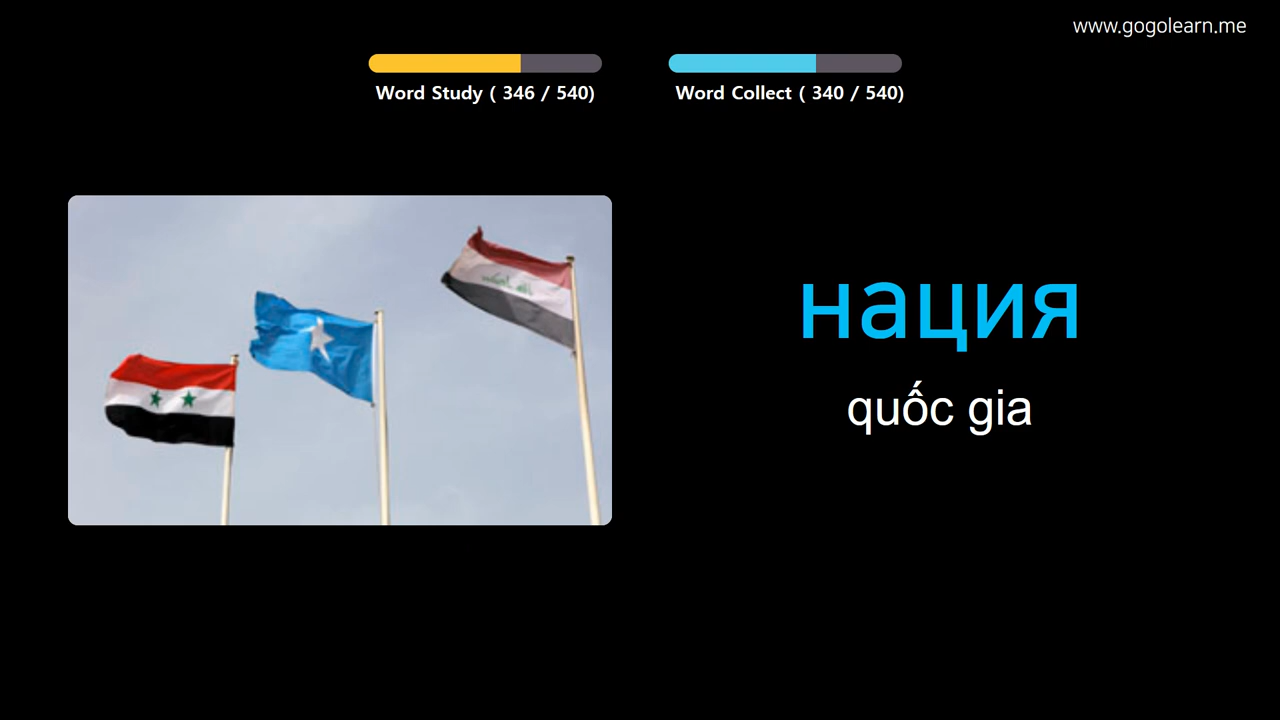 www.gogolearn.me
Word Study ( 346 / 540)
Word Collect ( 340 / 540)
нация
quốc gia